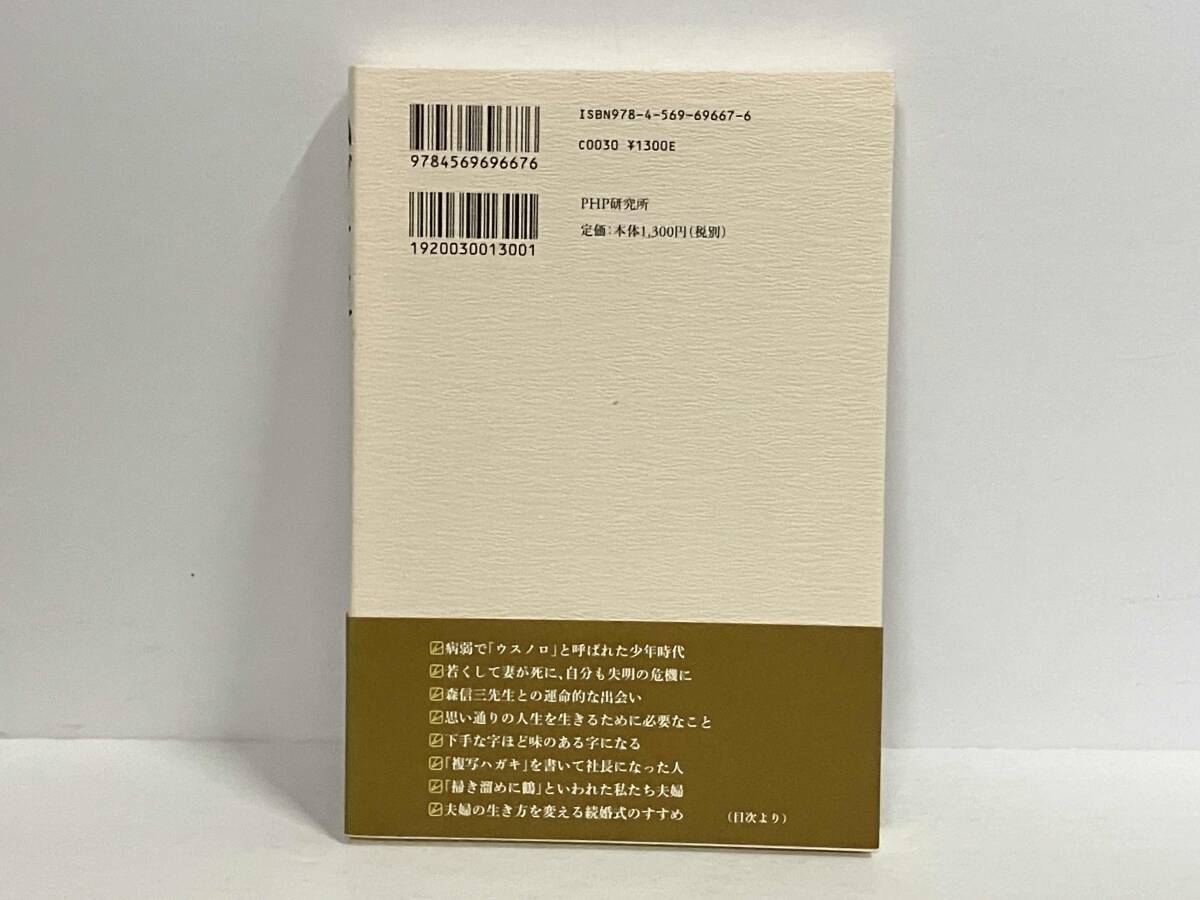 ISBN978-4-569-69667-6
9784569696676
C0030 ¥1300E
PHP研究所
定価:本体1,300円(税別)
1920030013001
病弱で「ウスノロ」と呼ばれた少年時代
若くして妻が死に、自分も失明の危機に
森信三先生との運命的な出会い
思い通りの人生を生きるために必要なこと
下手な字ほど味のある字になる
「複写ハガキ」を書いて社長になった人
「掃き溜めに鶴」といわれた私たち夫婦
夫婦の生き方を変える続婚式のすすめ
(目次より)